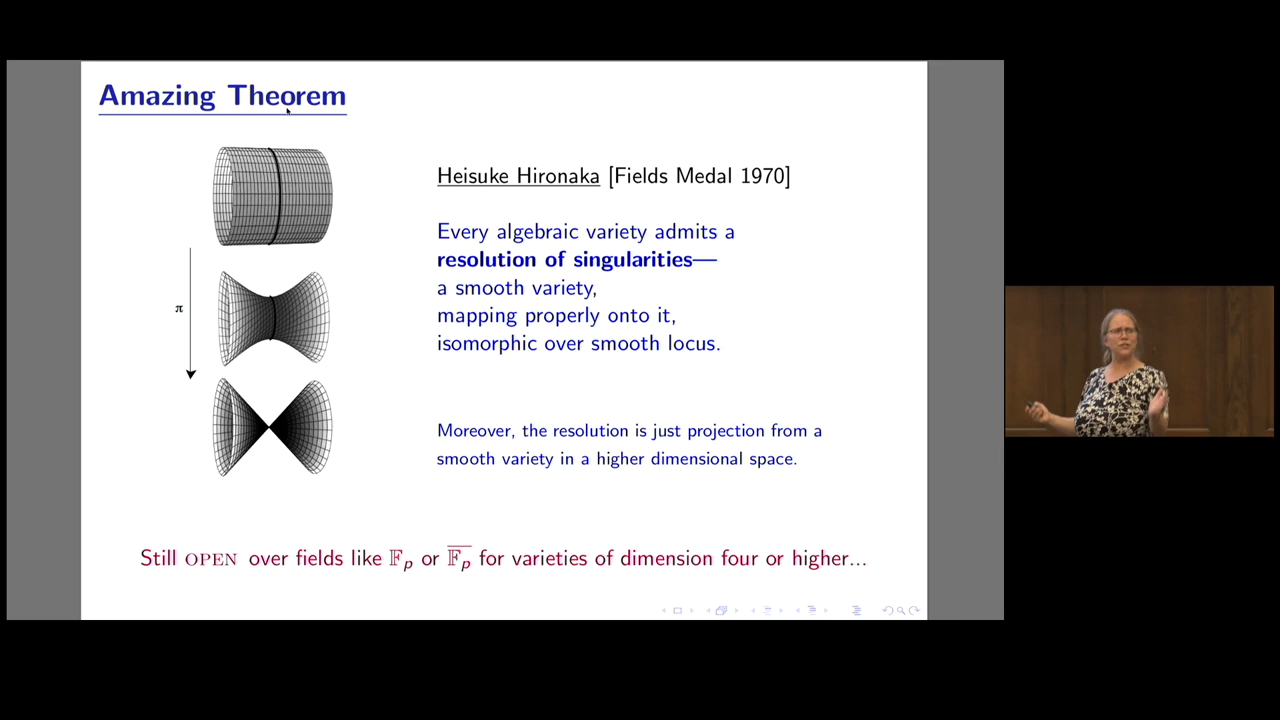 Amazing Theorem
π
Heisuke Hironaka [Fields Medal 1970]
Every algebraic variety admits a
resolution of singularities—
a smooth variety,
mapping properly onto it,
isomorphic over smooth locus.
Moreover, the resolution is just projection from a
smooth variety in a higher dimensional space.
Still OPEN over fields like 𝔽ₚ or 𝔽̅ₚ for varieties of dimension four or higher...